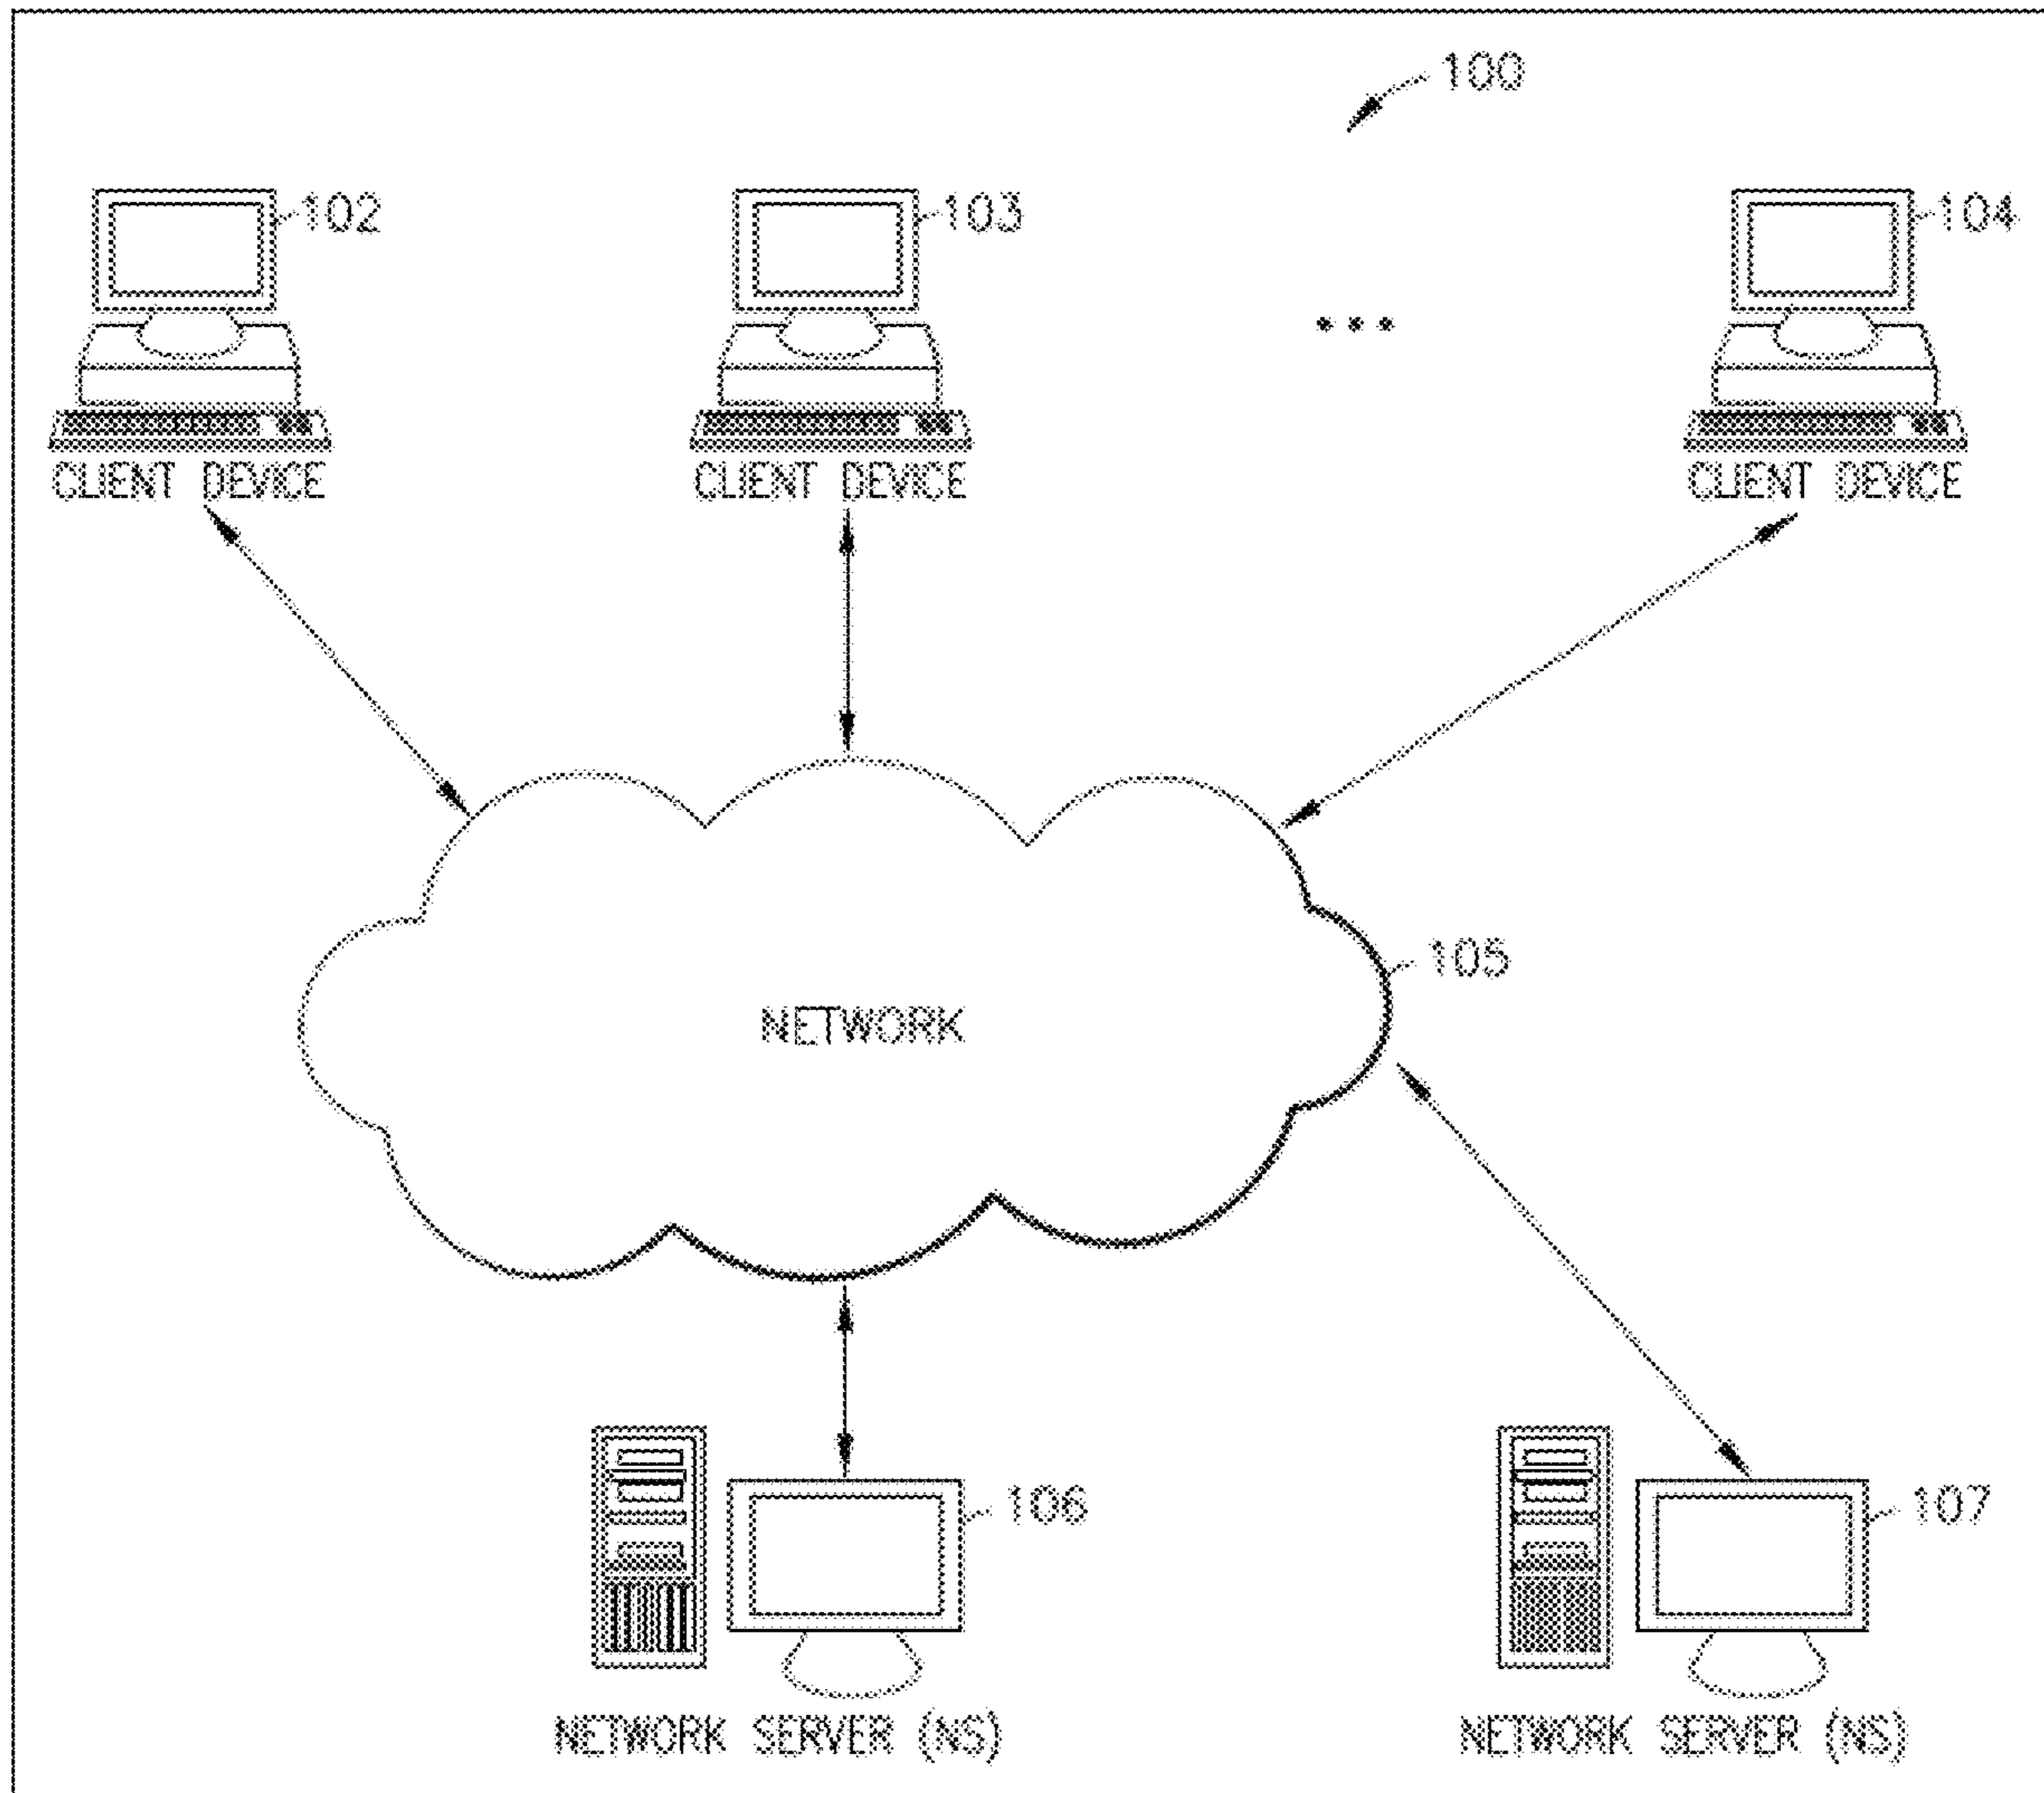 100
102
103
104
...
CLIENT DEVICE
CLIENT DEVICE
CLIENT DEVICE
105
NETWORK
106
107
NETWORK SERVER (NS)
NETWORK SERVER (NS)